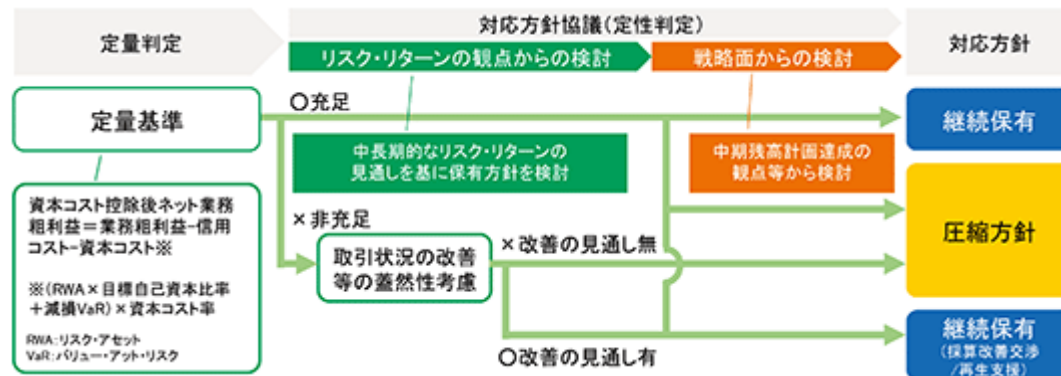 定量判定
対応方針協議(定性判定)
リスク・リターンの観点からの検討
戦略面からの検討
対応方針
定量基準
〇充足
継続保有
中長期的なリスク・リターンの
見通しを基に保有方針を検討
中期残高計画達成の
観点等から検討
資本コスト控除後ネット業務
粗利益=業務粗利益-信用
コスト-資本コスト※
※(RWA×目標自己資本比率
+減損VaR)×資本コスト率
RWA:リスク・アセット
VaR:バリュー・アット・リスク
×非充足
取引状況の改善
等の蓋然性考慮
×改善の見通し無
圧縮方針
〇改善の見通し有
継続保有
(採算改善交渉
/再生支援)